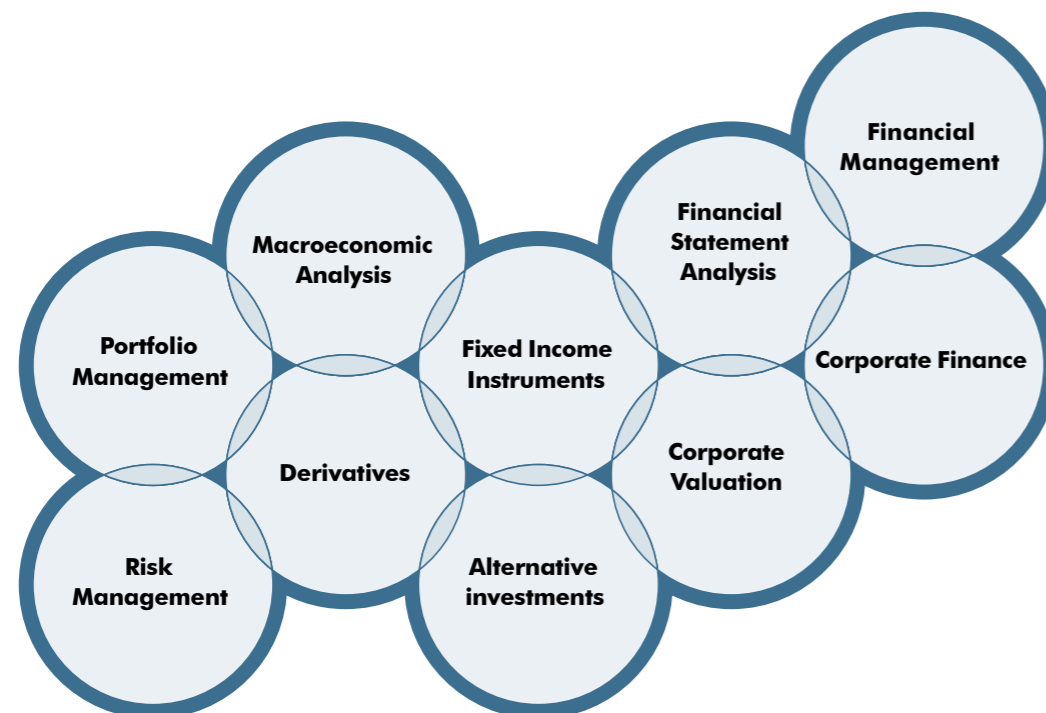 Financial
Management
Macroeconomic
Analysis
Financial
Statement
Analysis
Portfolio
Management
Fixed Income
Instruments
Corporate Finance
Derivatives
Corporate
Valuation
Risk
Management
Alternative
investments